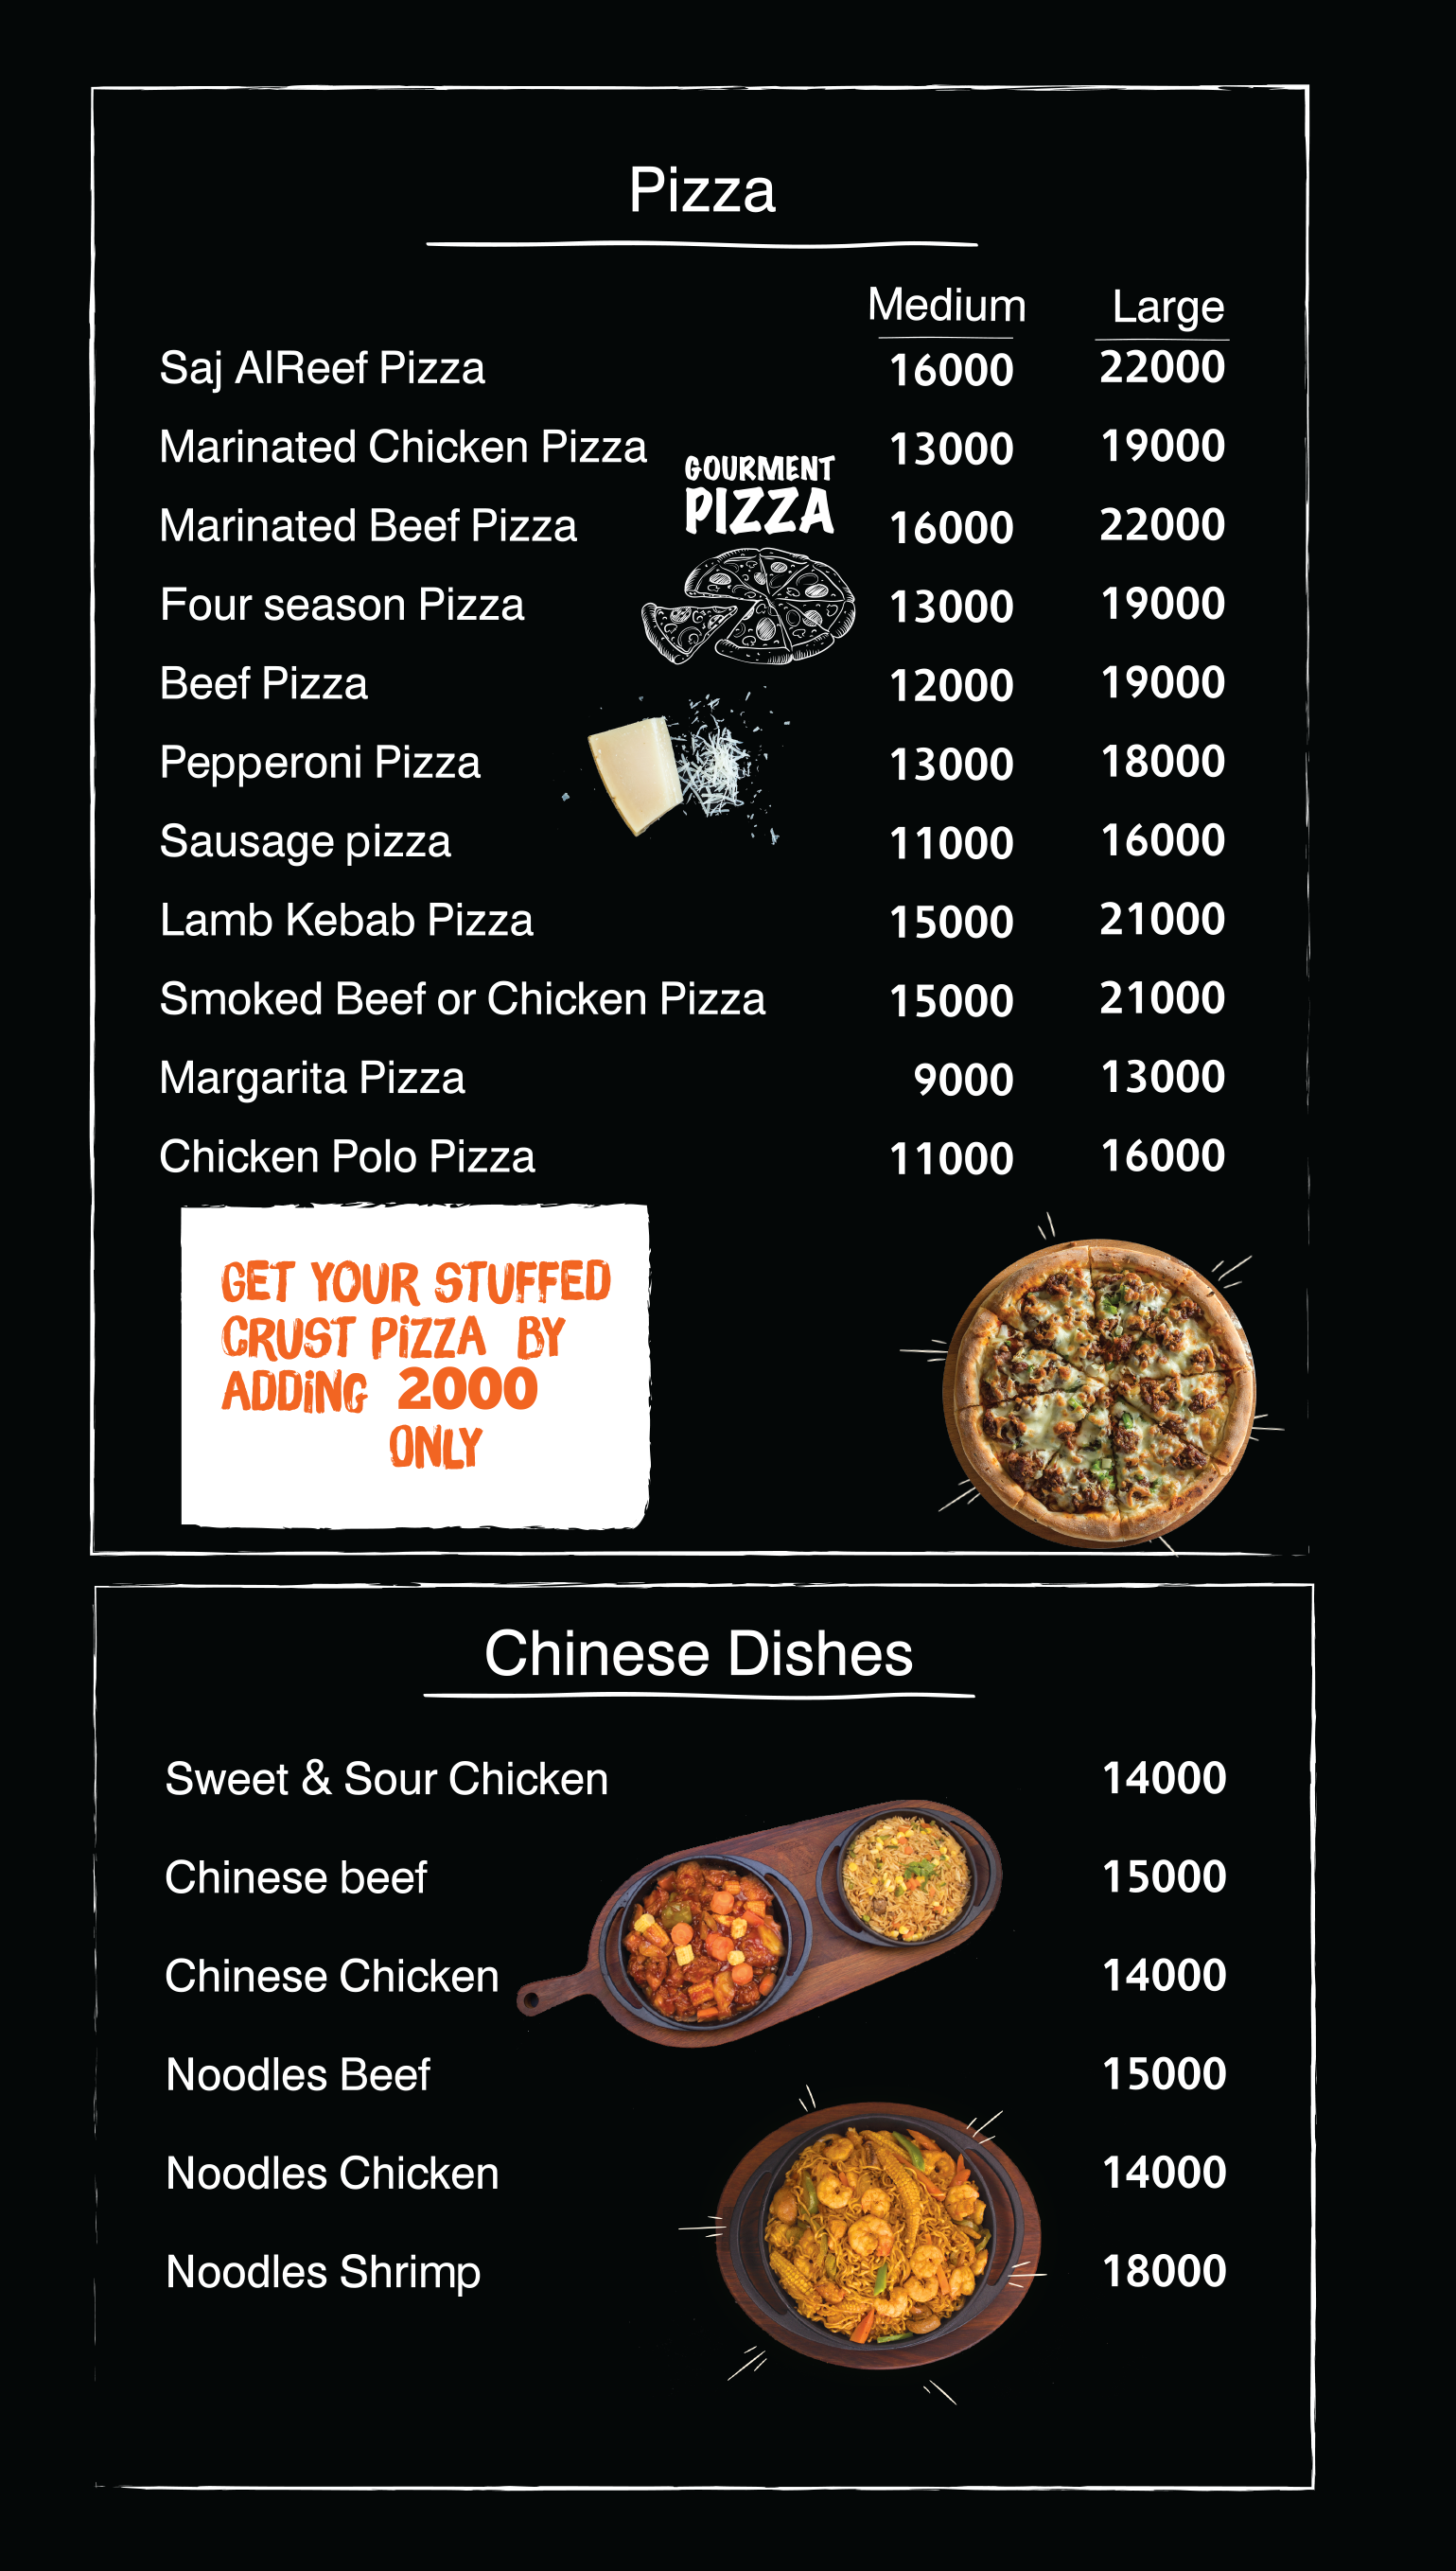 Pizza
Medium Large
Saj AlReef Pizza 16000 22000
Marinated Chicken Pizza 13000 19000
GOURMENT
PIZZA
Marinated Beef Pizza 16000 22000
Four season Pizza 13000 19000
Beef Pizza 12000 19000
Pepperoni Pizza 13000 18000
Sausage pizza 11000 16000
Lamb Kebab Pizza 15000 21000
Smoked Beef or Chicken Pizza 15000 21000
Margarita Pizza 9000 13000
Chicken Polo Pizza 11000 16000
GET YOUR STUFFED
CRUST PiZZA BY
ADDiNG 2000
ONLY
Chinese Dishes
Sweet & Sour Chicken 14000
Chinese beef 15000
Chinese Chicken 14000
Noodles Beef 15000
Noodles Chicken 14000
Noodles Shrimp 18000